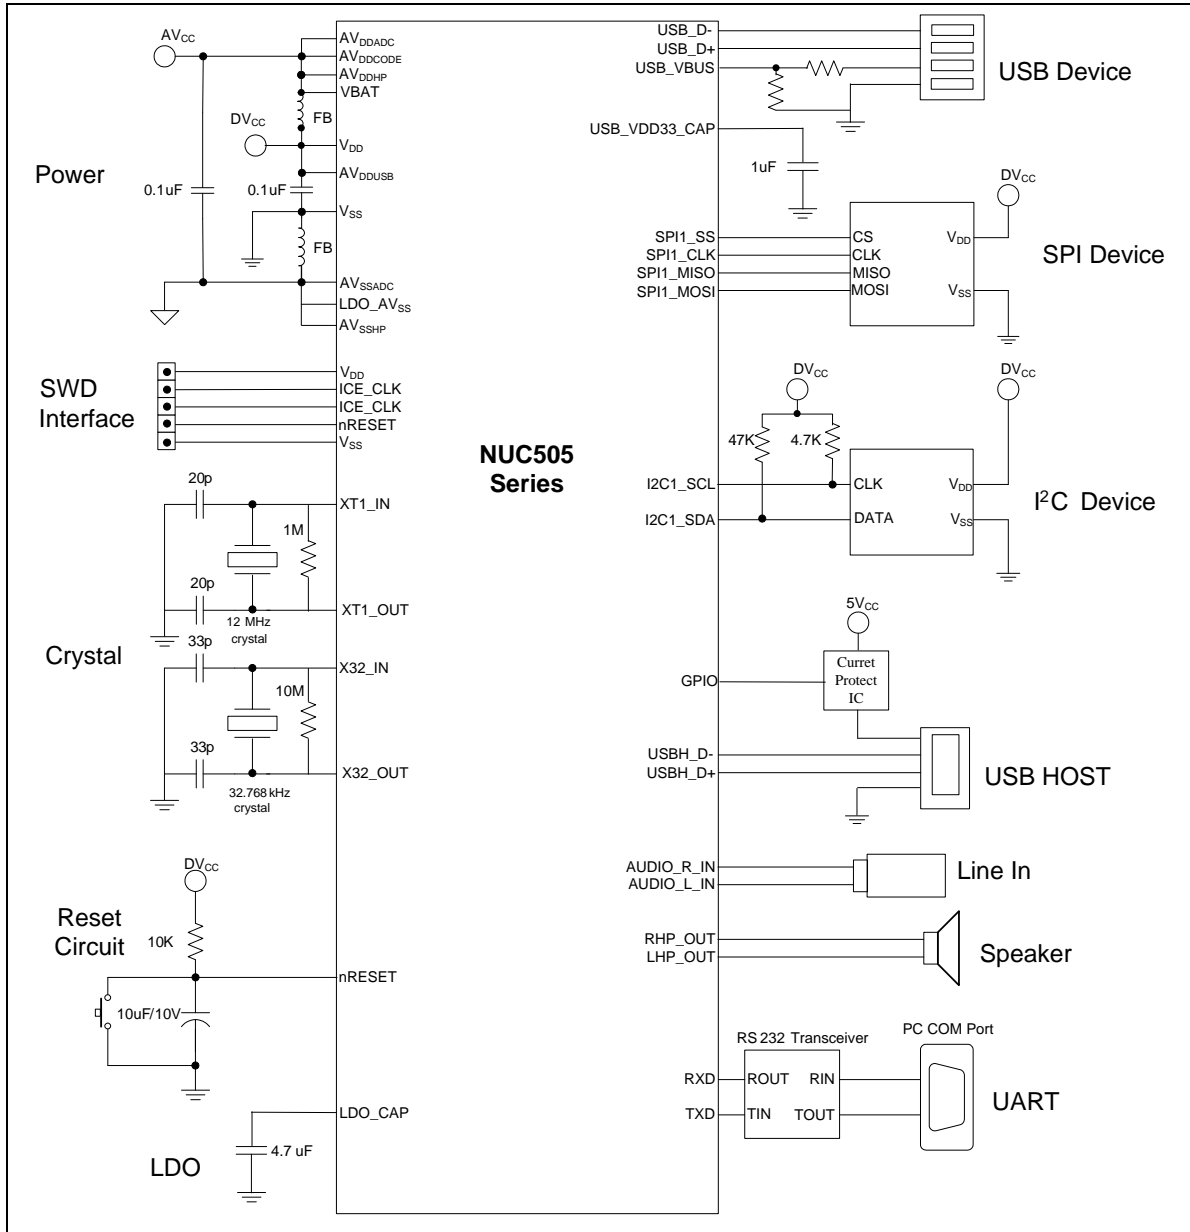 AVCC
AVDDADC
AVDDCODE
AVDDHP
VBAT
FB
DVCC
VDD
AVDDUSB
Power
0.1uF
0.1uF
VSS
FB
AVSSADC
LDO_AVSS
AVSSHP
SWD
Interface
VDD
ICE_CLK
ICE_CLK
nRESET
VSS
20p
XT1_IN
1M
20p
XT1_OUT
12 MHz
crystal
Crystal
33p
X32_IN
10M
33p
X32_OUT
32.768 kHz
crystal
DVCC
Reset
Circuit
10K
nRESET
10uF/10V
LDO_CAP
4.7 uF
LDO
NUC505
Series
USB_D-
USB_D+
USB_VBUS
USB Device
USB_VDD33_CAP
1uF
DVCC
SPI1_SS
SPI1_CLK
SPI1_MISO
SPI1_MOSI
CS
CLK
MISO
MOSI
VDD
VSS
SPI Device
DVCC
DVCC
47K
4.7K
I2C1_SCL
I2C1_SDA
CLK
DATA
VDD
VSS
I2C Device
5VCC
GPIO
Curret
Protect
IC
USBH_D-
USBH_D+
USB HOST
AUDIO_R_IN
AUDIO_L_IN
Line In
RHP_OUT
LHP_OUT
Speaker
RS 232 Transceiver
PC COM Port
RXD
TXD
ROUT
RIN
TIN
TOUT
UART